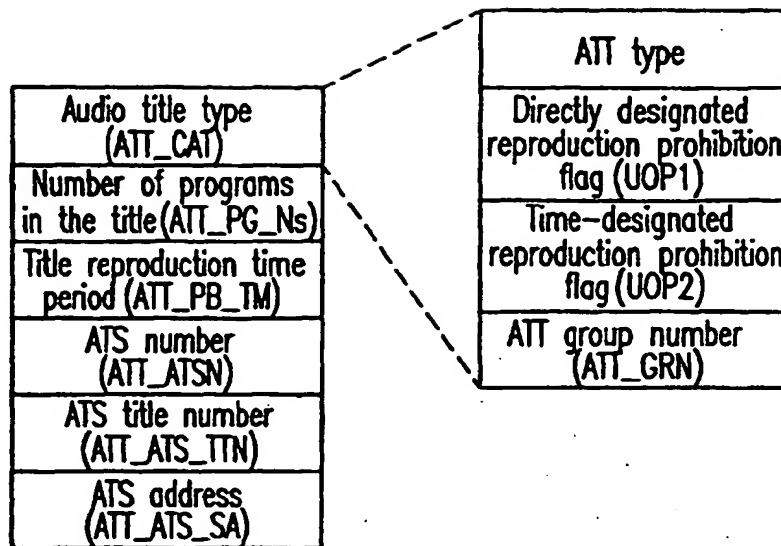 Audio title type
(ATT_CAT)
Number of programs
in the title (ATT_PG_Ns)
Title reproduction time
period (ATT_PB_TM)
ATS number
(ATT_ATSN)
ATS title number
(ATT_ATS_TTN)
ATS address
(ATT_ATS_SA)
ATT type
Directly designated
reproduction prohibition
flag (UOP1)
Time-designated
reproduction prohibition
flag (UOP2)
ATT group number
(ATT_GRN)